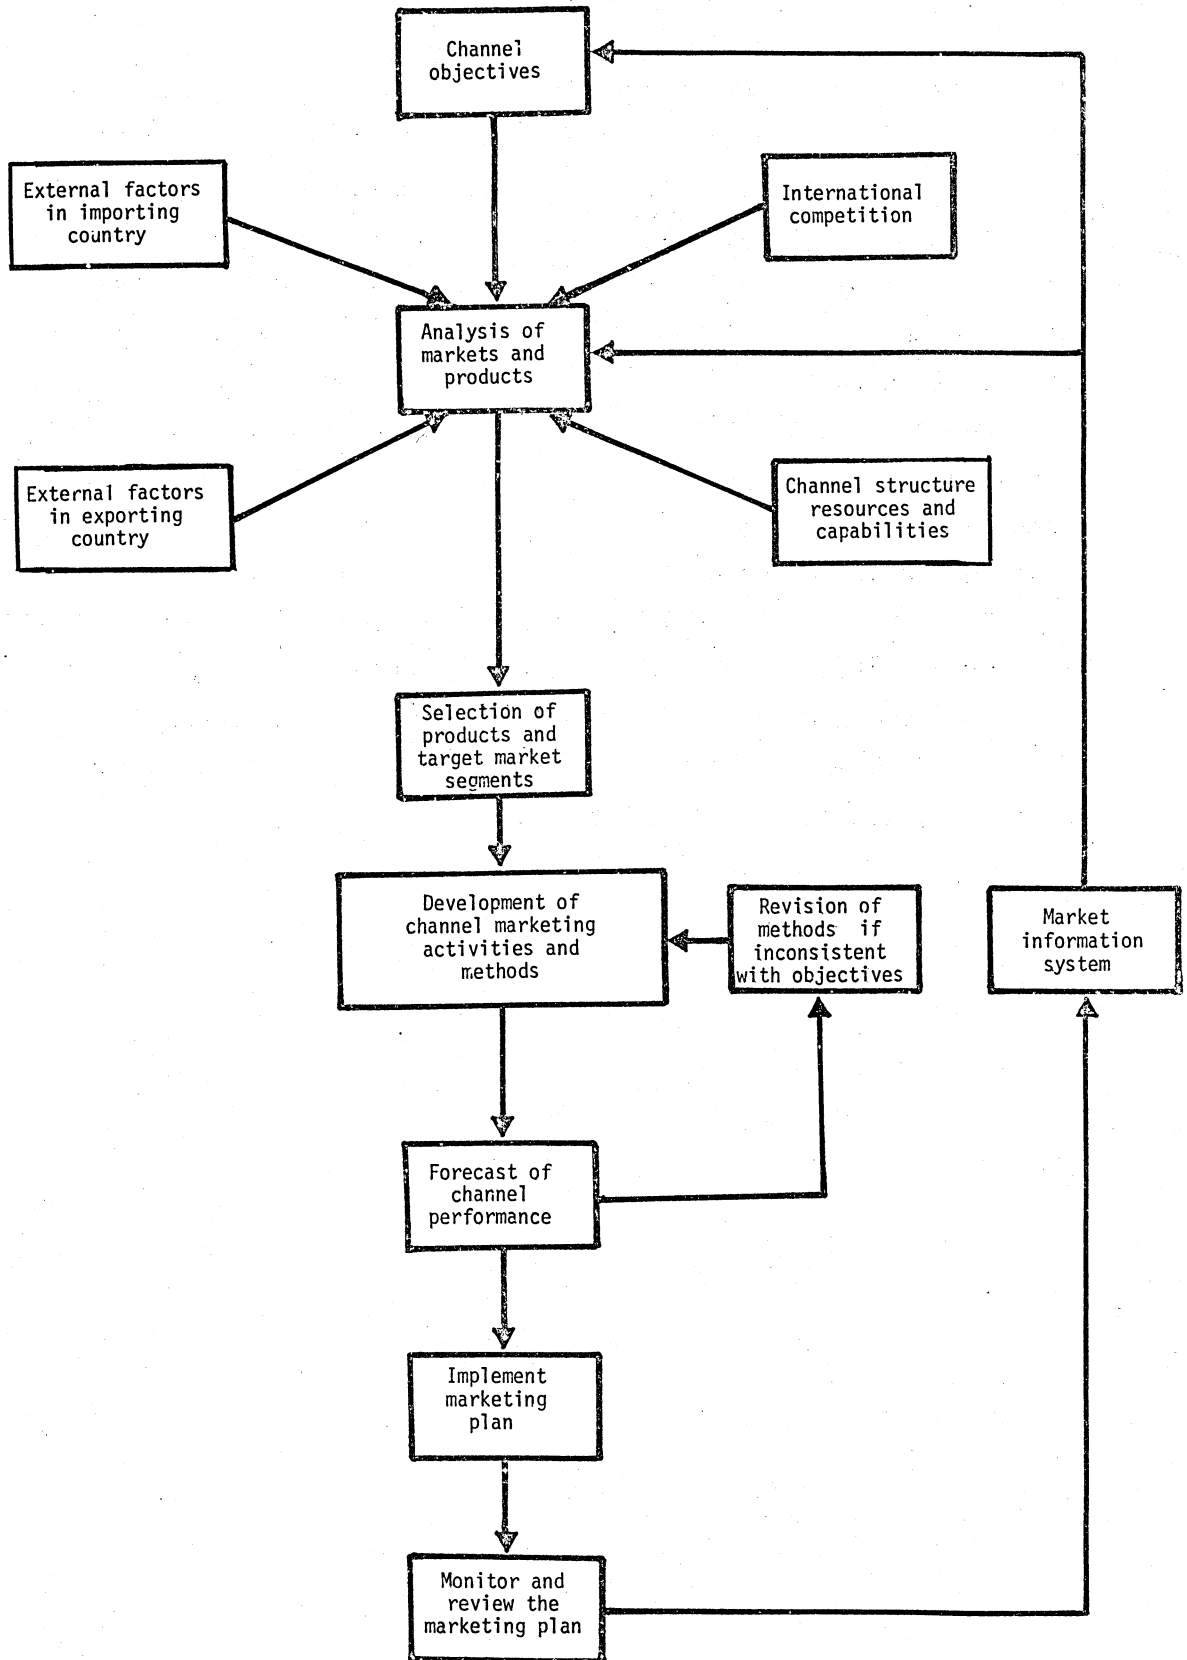 Channel
objectives
External factors
in importing
country
International
competition
Analysis of
markets and
products
External factors
in exporting
country
Channel structure
resources and
capabilities
Selection of
products and
target market
segments
Development of
channel marketing
activities and
methods
Revision of
methods if
inconsistent
with objectives
Market
information
system
Forecast of
channel
performance
Implement
marketing
plan
Monitor and
review the
marketing plan